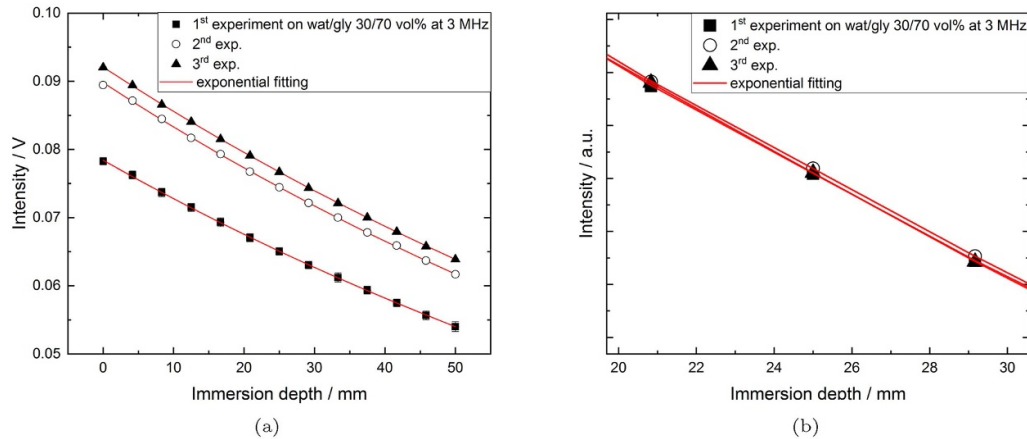 1st experiment on wat/gly 30/70 vol% at 3 MHz
2nd exp.
3rd exp.
exponential fitting
0.10
0.09
0.08
0.07
0.06
0.05
Intensity / V
0 10 20 30 40 50
Immersion depth / mm
(a)
1st experiment on wat/gly 30/70 vol% at 3 MHz
2nd exp.
3rd exp.
exponential fitting
Intensity / a.u.
20 22 24 26 28 30
Immersion depth / mm
(b)